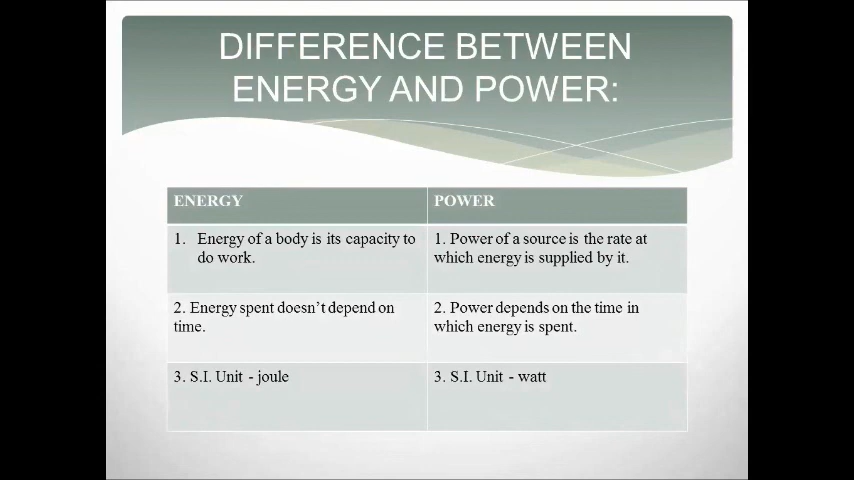 DIFFERENCE BETWEEN
ENERGY AND POWER:
ENERGY
POWER
1. Energy of a body is its capacity to
do work.
1. Power of a source is the rate at
which energy is supplied by it.
2. Energy spent doesn't depend on
time.
2. Power depends on the time in
which energy is spent.
3. S.I. Unit - joule
3. S.I. Unit - watt